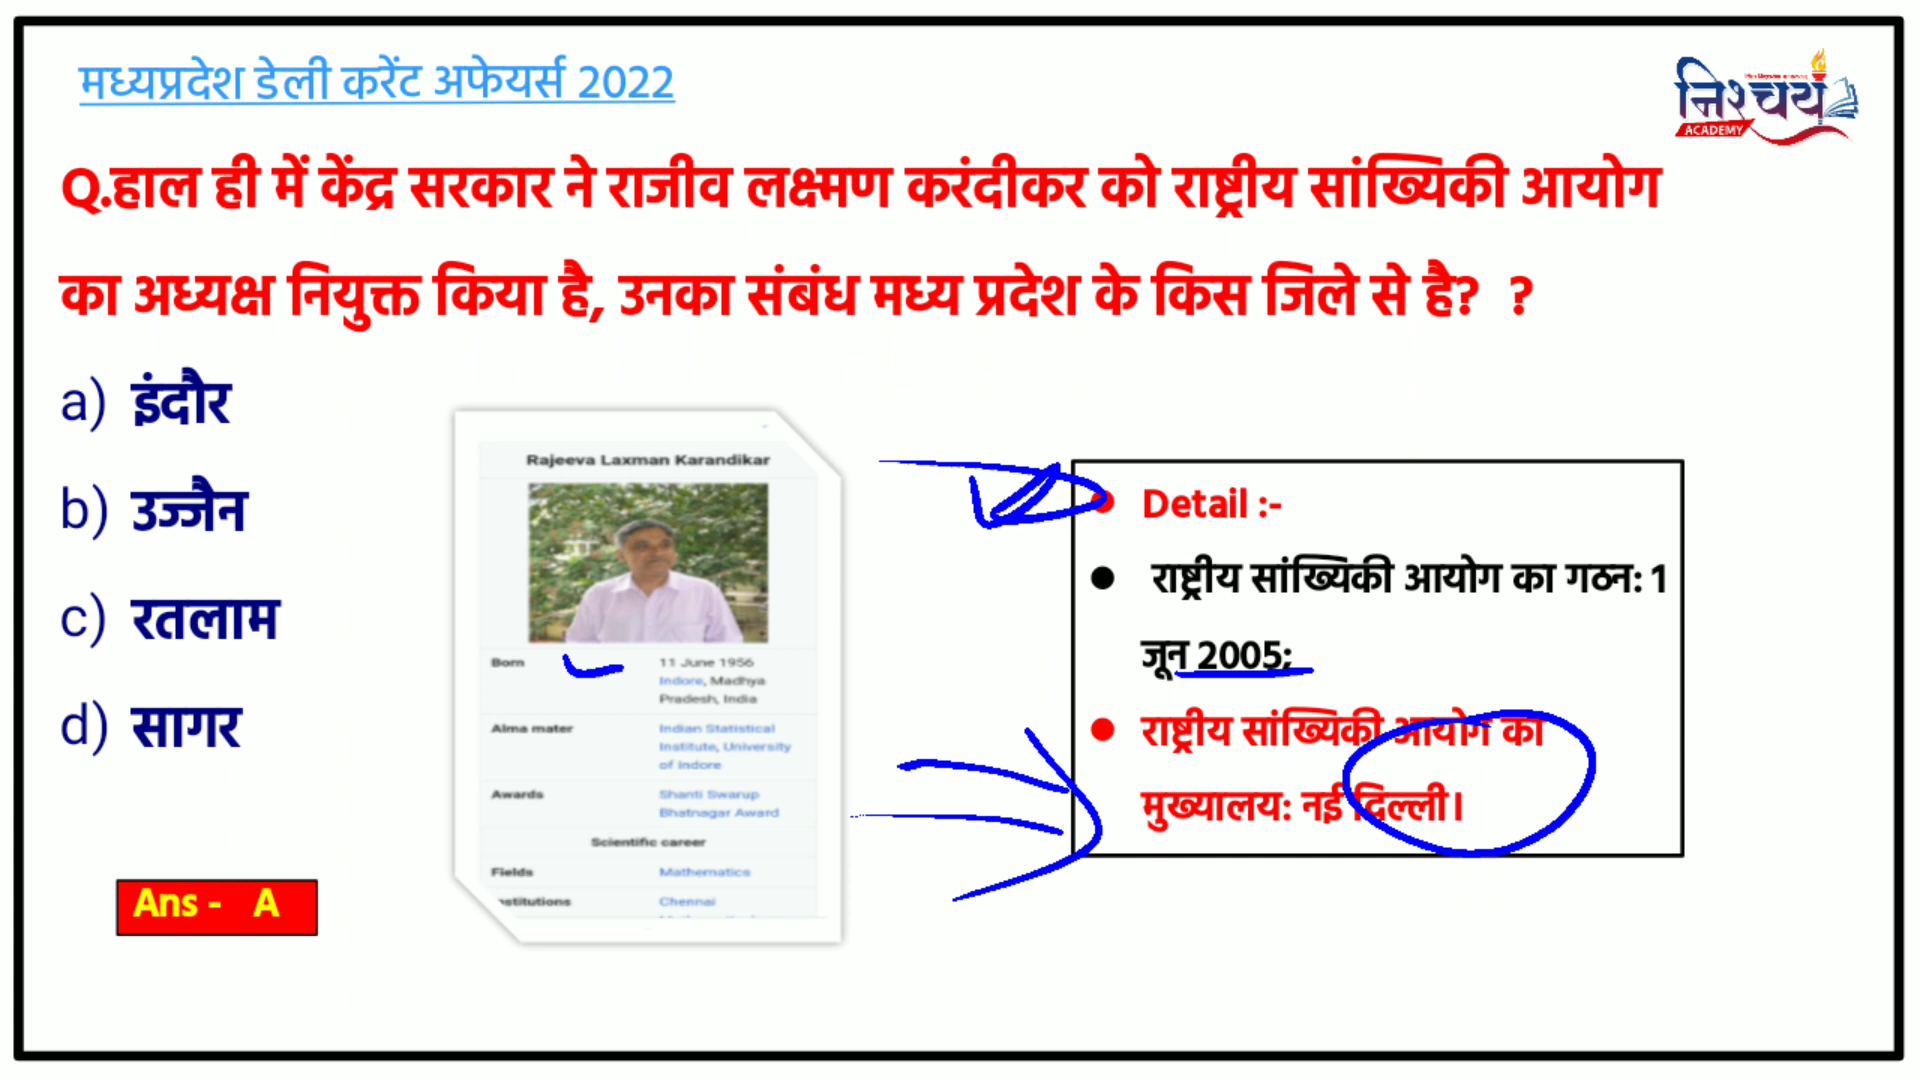 मध्यप्रदेश डेली करेंट अफेयर्स 2022
निश्चय
ACADEMY
Q.हाल ही में केंद्र सरकार ने राजीव लक्ष्मण करंदीकर को राष्ट्रीय सांख्यिकी आयोग
का अध्यक्ष नियुक्त किया है, उनका संबंध मध्य प्रदेश के किस जिले से है? ?
a) इंदौर
b) उज्जैन
c) रतलाम
d) सागर
Ans - A
Rajeeva Laxman Karandikar
Born 11 June 1956
Indore, Madhya
Pradesh, India
Alma mater Indian Statistical
Institute, University
of Indore
Awards Shanti Swarup
Bhatnagar Award
Scientific career
Fields Mathematics
stitutions Chennai
● Detail :-
● राष्ट्रीय सांख्यिकी आयोग का गठन: 1
जून 2005;
● राष्ट्रीय सांख्यिकी आयोग का
मुख्यालय: नई दिल्ली।